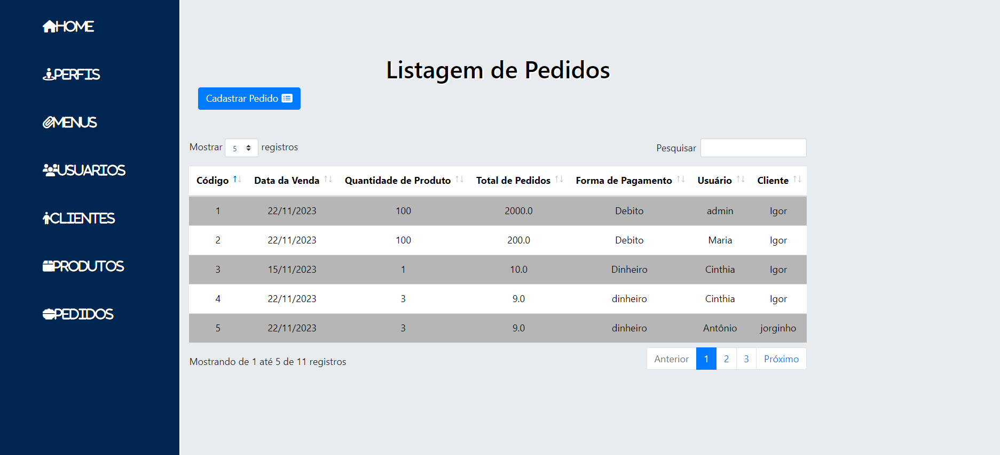 HOME
PERFIS
MENUS
USUARIOS
CLIENTES
PRODUTOS
PEDIDOS
Listagem de Pedidos
Cadastrar Pedido
Mostrar 5 registros
Pesquisar
Código Data da Venda Quantidade de Produto Total de Pedidos Forma de Pagamento Usuário Cliente
1 22/11/2023 100 2000.0 Debito admin Igor
2 22/11/2023 100 200.0 Debito Maria Igor
3 15/11/2023 1 10.0 Dinheiro Cinthia Igor
4 22/11/2023 3 9.0 dinheiro Cinthia Igor
5 22/11/2023 3 9.0 dinheiro Antônio jorginho
Mostrando de 1 até 5 de 11 registros
Anterior 1 2 3 Próximo